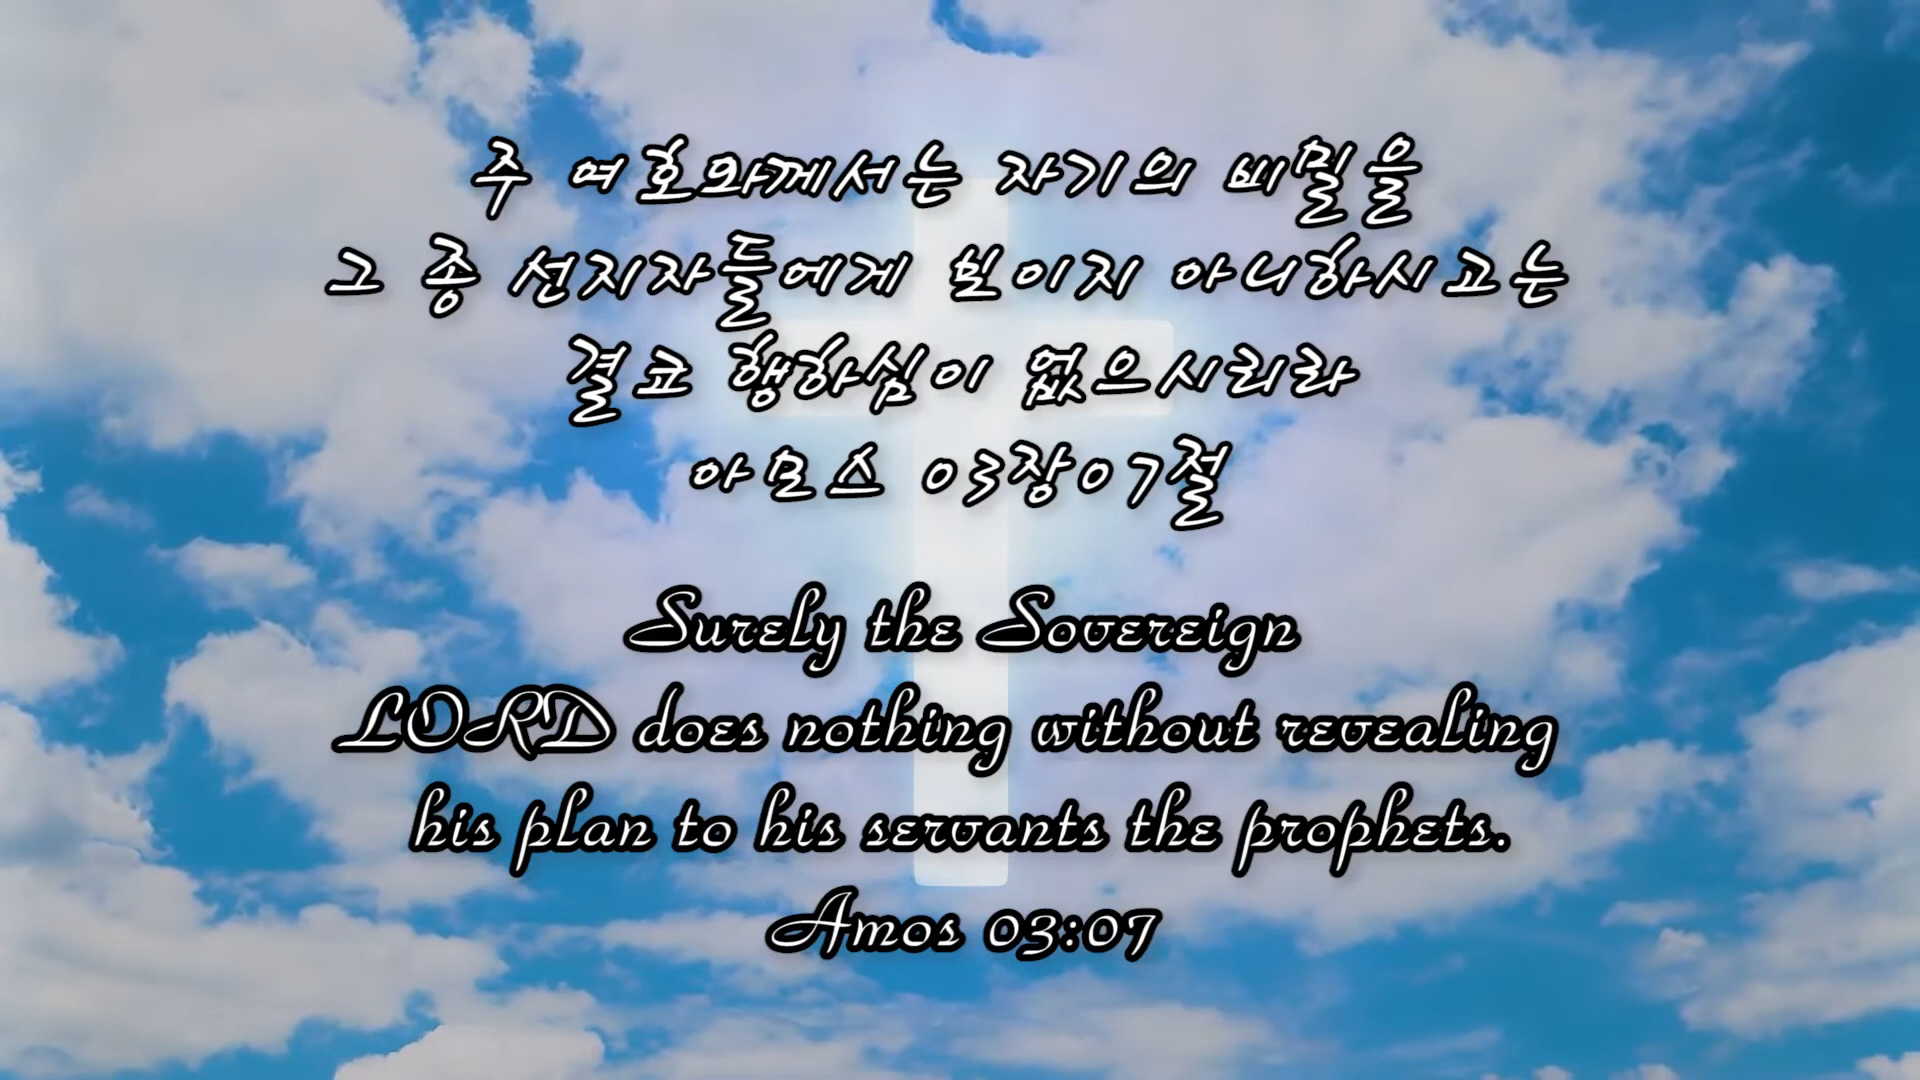 주 여호와께서는 자기의 비밀을
그 종 선지자들에게 보이지 아니하시고는
결코 행하심이 없으시리라
아모스 03장07절
Surely the Sovereign
LORD does nothing without revealing
his plan to his servants the prophets.
Amos 03:07